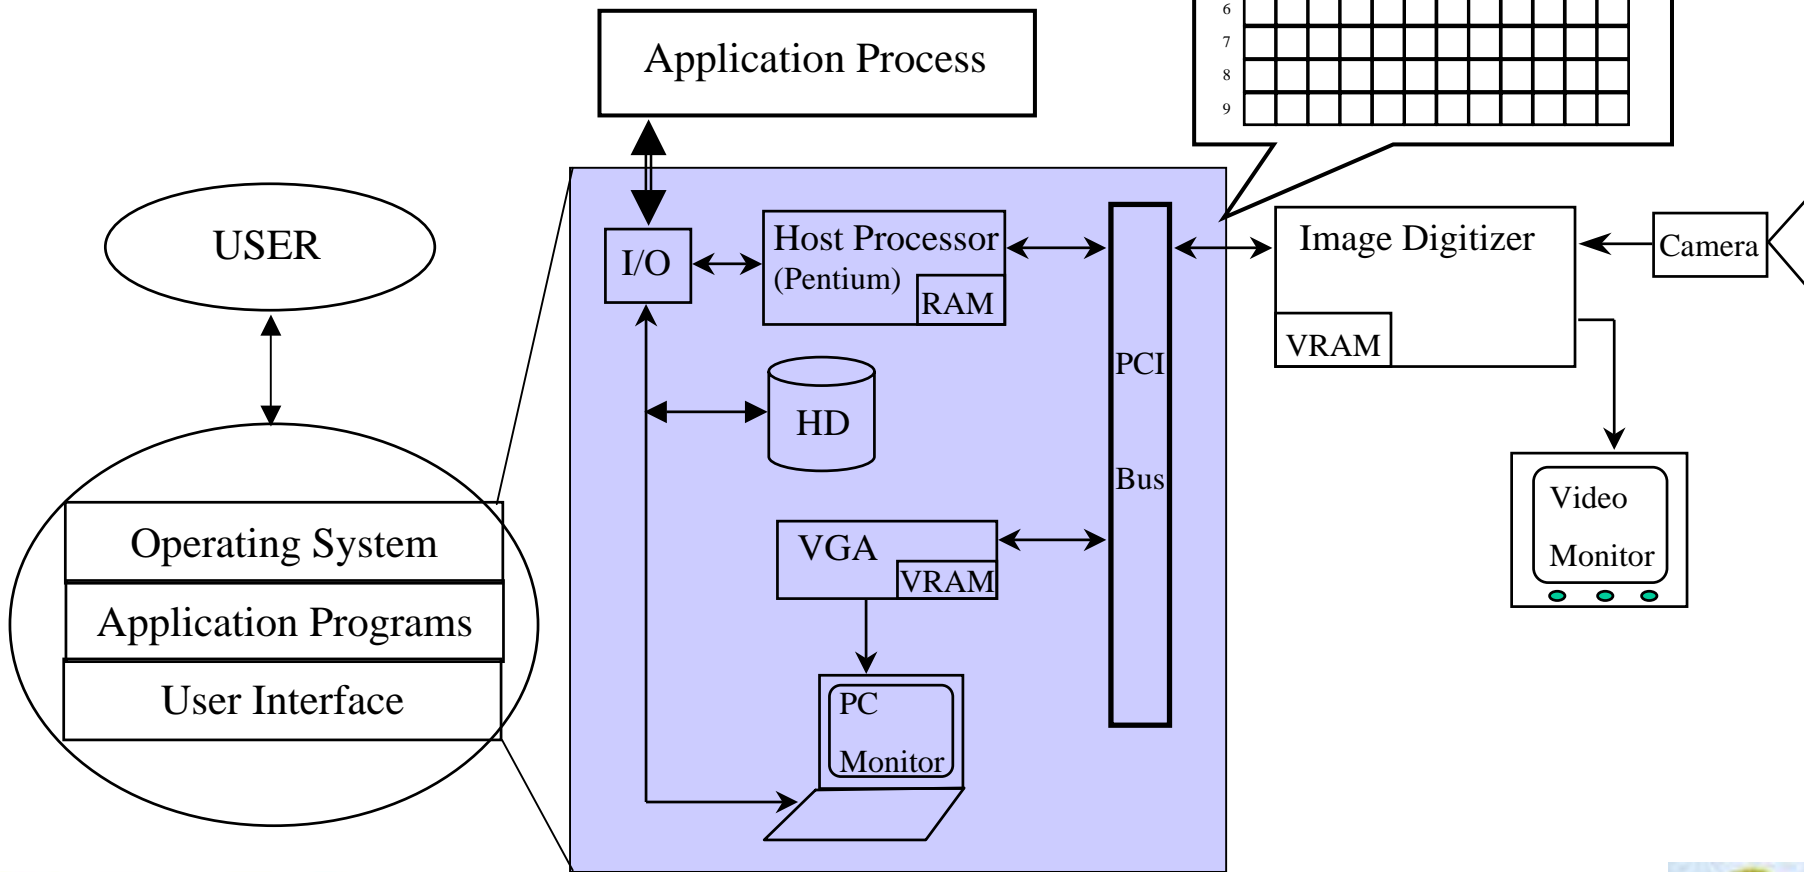 6
7
8
9
Application Process
USER
I/O
Host Processor
(Pentium)
RAM
Image Digitizer
VRAM
Camera
PCI
Bus
HD
Video
Monitor
Operating System
Application Programs
User Interface
VGA
VRAM
PC
Monitor